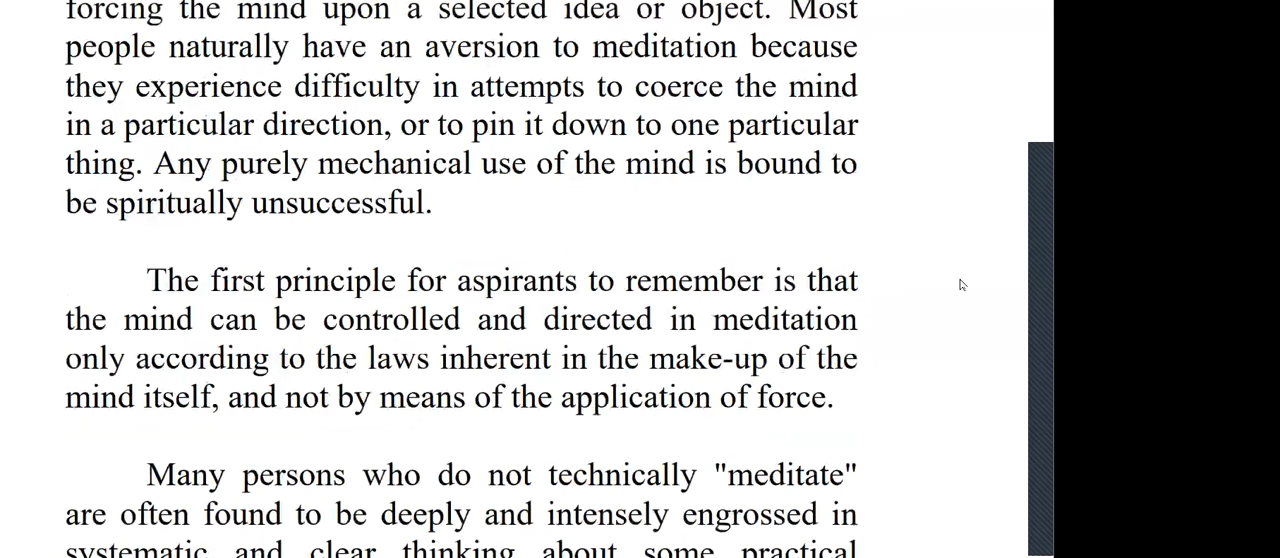 forcing the mind upon a selected idea or object. Most
people naturally have an aversion to meditation because
they experience difficulty in attempts to coerce the mind
in a particular direction, or to pin it down to one particular
thing. Any purely mechanical use of the mind is bound to
be spiritually unsuccessful.
The first principle for aspirants to remember is that
the mind can be controlled and directed in meditation
only according to the laws inherent in the make-up of the
mind itself, and not by means of the application of force.
Many persons who do not technically "meditate"
are often found to be deeply and intensely engrossed in
systematic and clear thinking about some practical